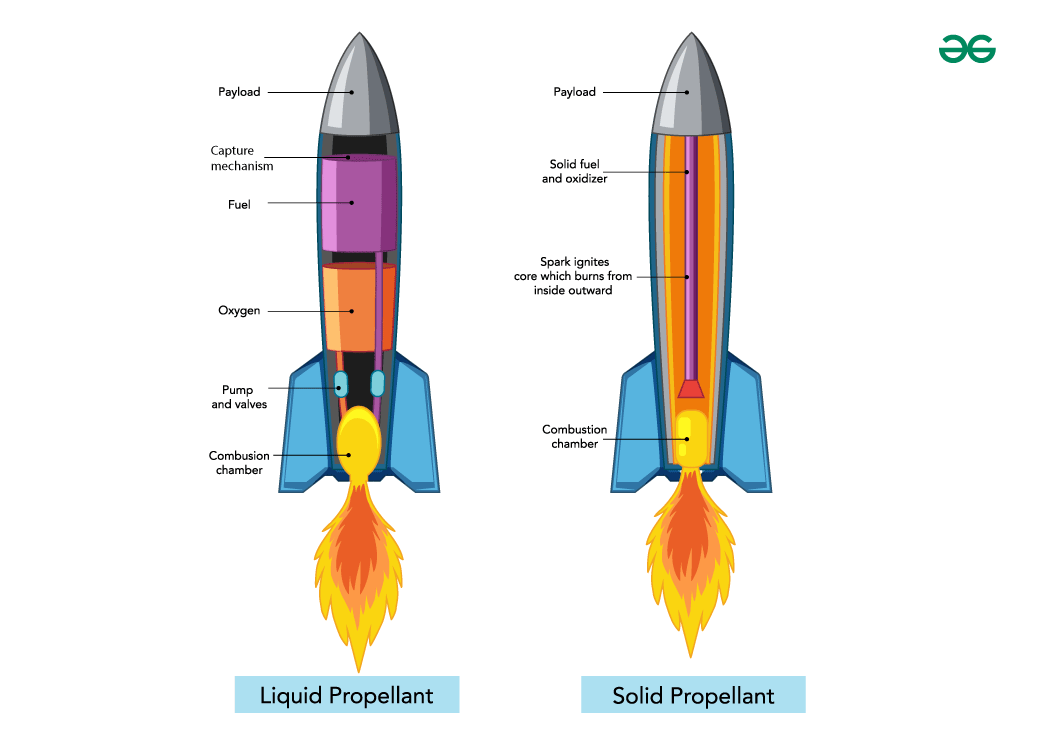 Payload
Capture
mechanism
Fuel
Oxygen
Pump
and valves
Combusion
chamber
Liquid Propellant
Payload
Solid fuel
and oxidizer
Spark ignites
core which burns from
inside outward
Combustion
chamber
Solid Propellant